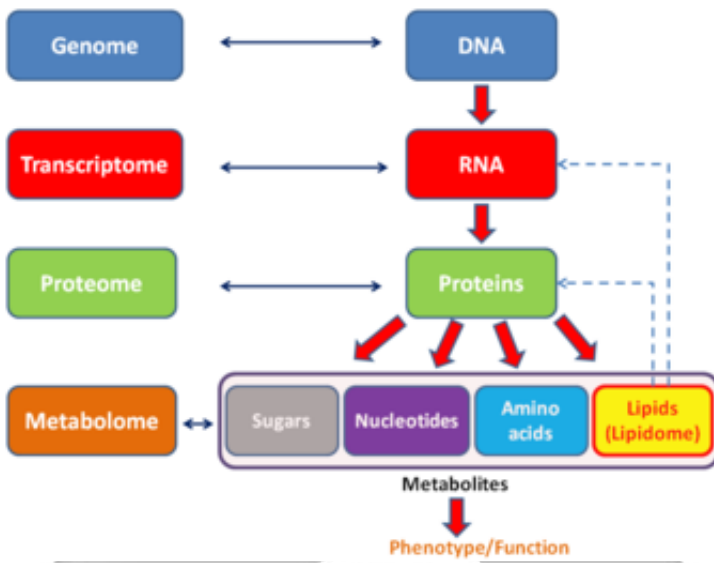 Genome
DNA
Transcriptome
RNA
Proteome
Proteins
Metabolome
Sugars
Nucleotides
Amino
acids
Lipids
(Lipidome)
Metabolites
Phenotype/Function